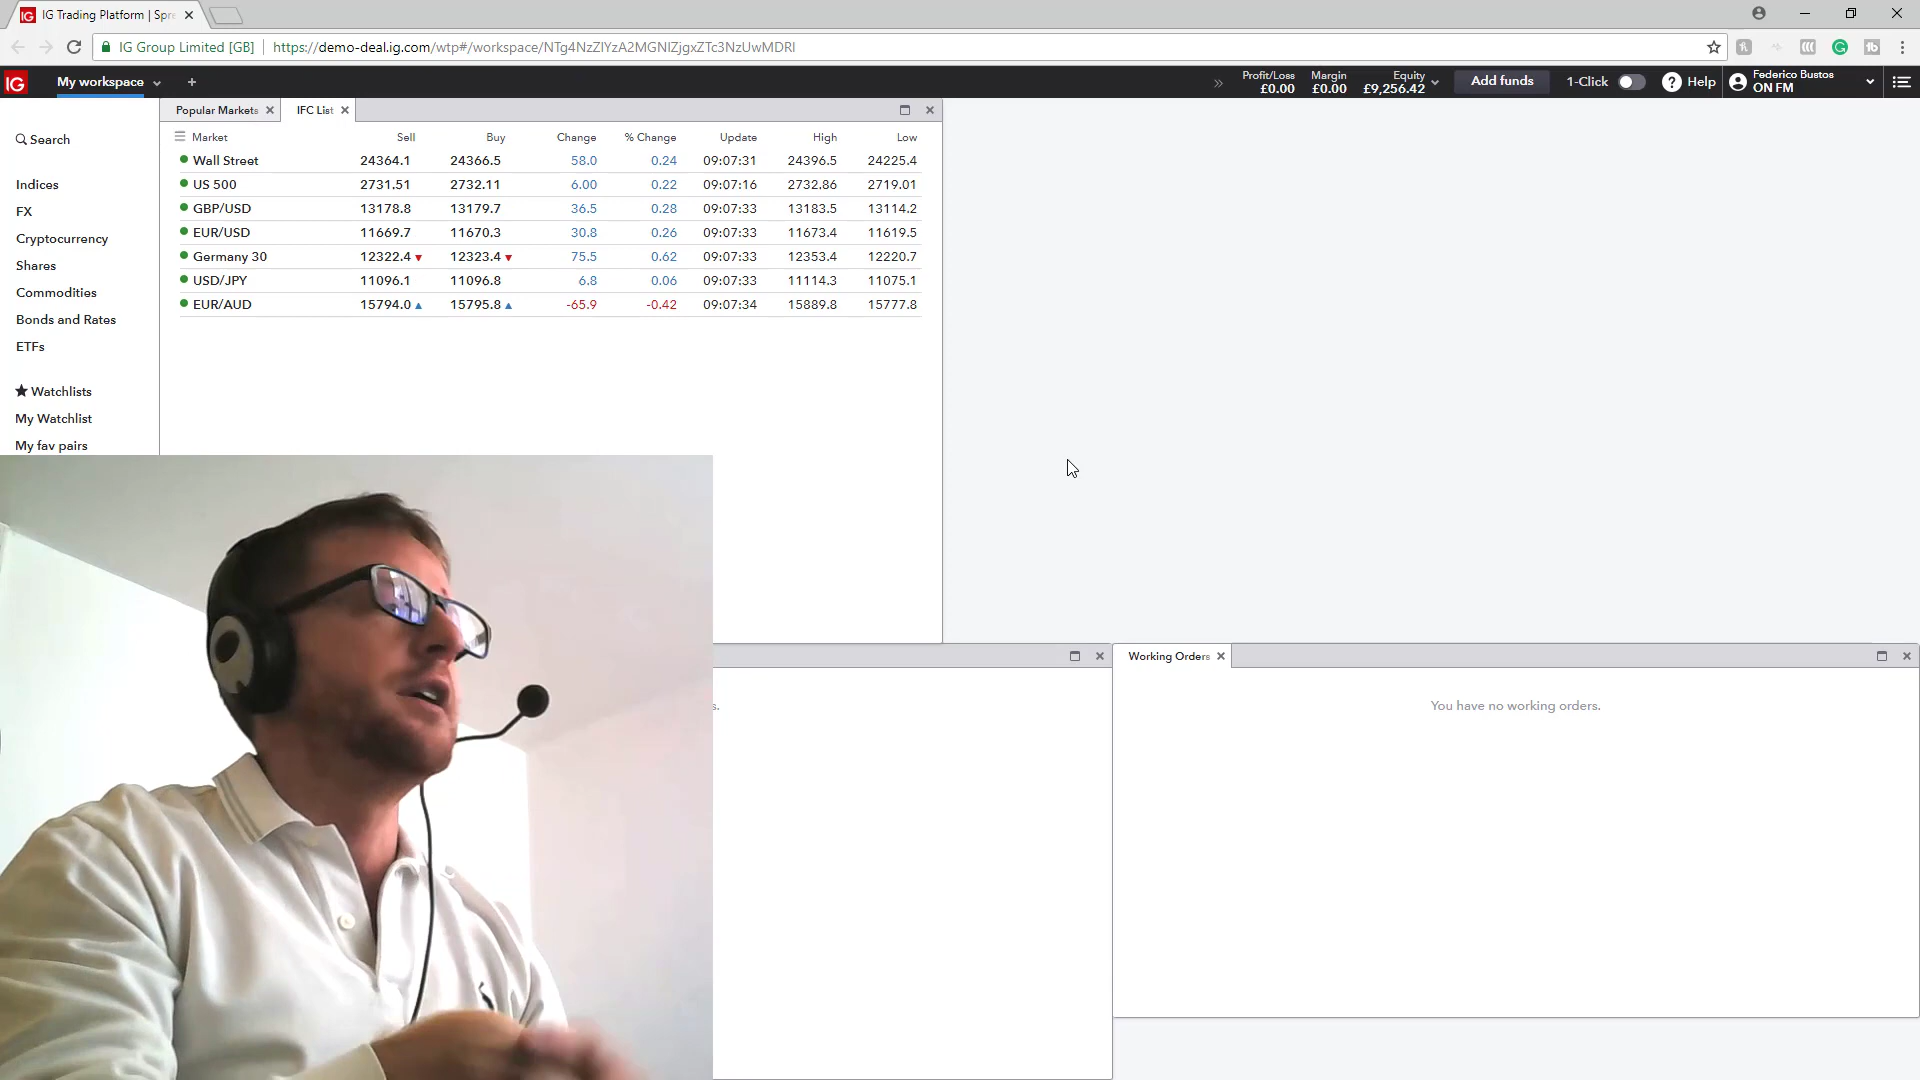 IG Trading Platform | Spre
IG Group Limited [GB] https://demo-deal.ig.com/wtp#/workspace/
IG My workspace + » Profit/Loss £0.00 Margin £0.00 Equity £9,256.42 Add funds 1-Click ? Help Federico Bustos ON FM
Popular Markets IFC List
Search
Indices
FX
Cryptocurrency
Shares
Commodities
Bonds and Rates
ETFs
Watchlists
My Watchlist
My fav pairs
Market Sell Buy Change % Change Update High Low
Wall Street 24364.1 24366.5 58.0 0.24 09:07:31 24396.5 24225.4
US 500 2731.51 2732.11 6.00 0.22 09:07:16 2732.86 2719.01
GBP/USD 13178.8 13179.7 36.5 0.28 09:07:33 13183.5 13114.2
EUR/USD 11669.7 11670.3 30.8 0.26 09:07:33 11673.4 11619.5
Germany 30 12322.4 12323.4 75.5 0.62 09:07:33 12353.4 12220.7
USD/JPY 11096.1 11096.8 6.8 0.06 09:07:33 11114.3 11075.1
EUR/AUD 15794.0 15795.8 -65.9 -0.42 09:07:34 15889.8 15777.8
s.
Working Orders
You have no working orders.